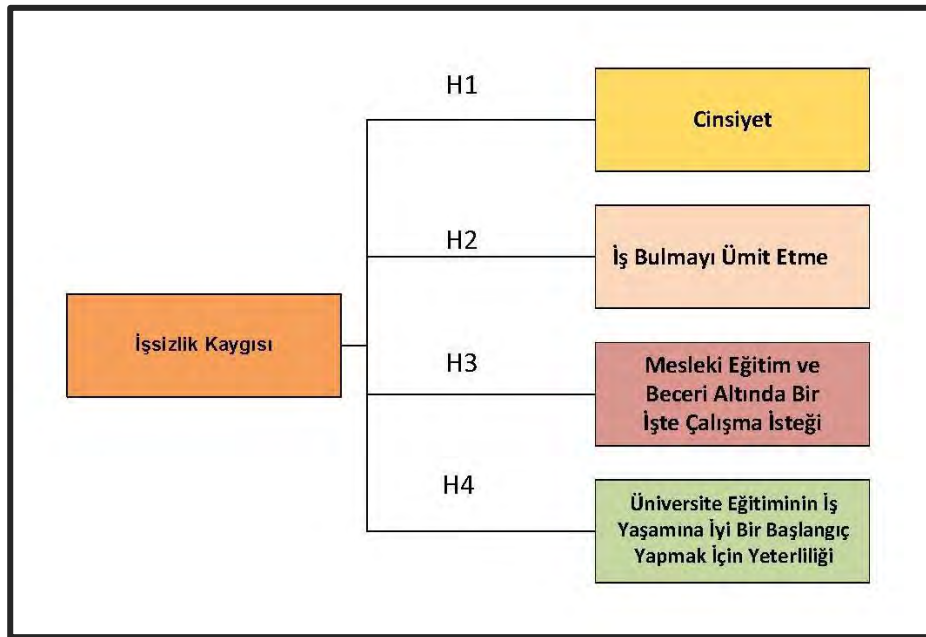 H1
Cinsiyet
H2
İş Bulmayı Ümit Etme
İşsizlik Kaygısı
H3
Mesleki Eğitim ve
Beceri Altında Bir
İşte Çalışma İsteği
H4
Üniversite Eğitiminin İş
Yaşamına İyi Bir Başlangıç
Yapmak İçin Yeterliliği